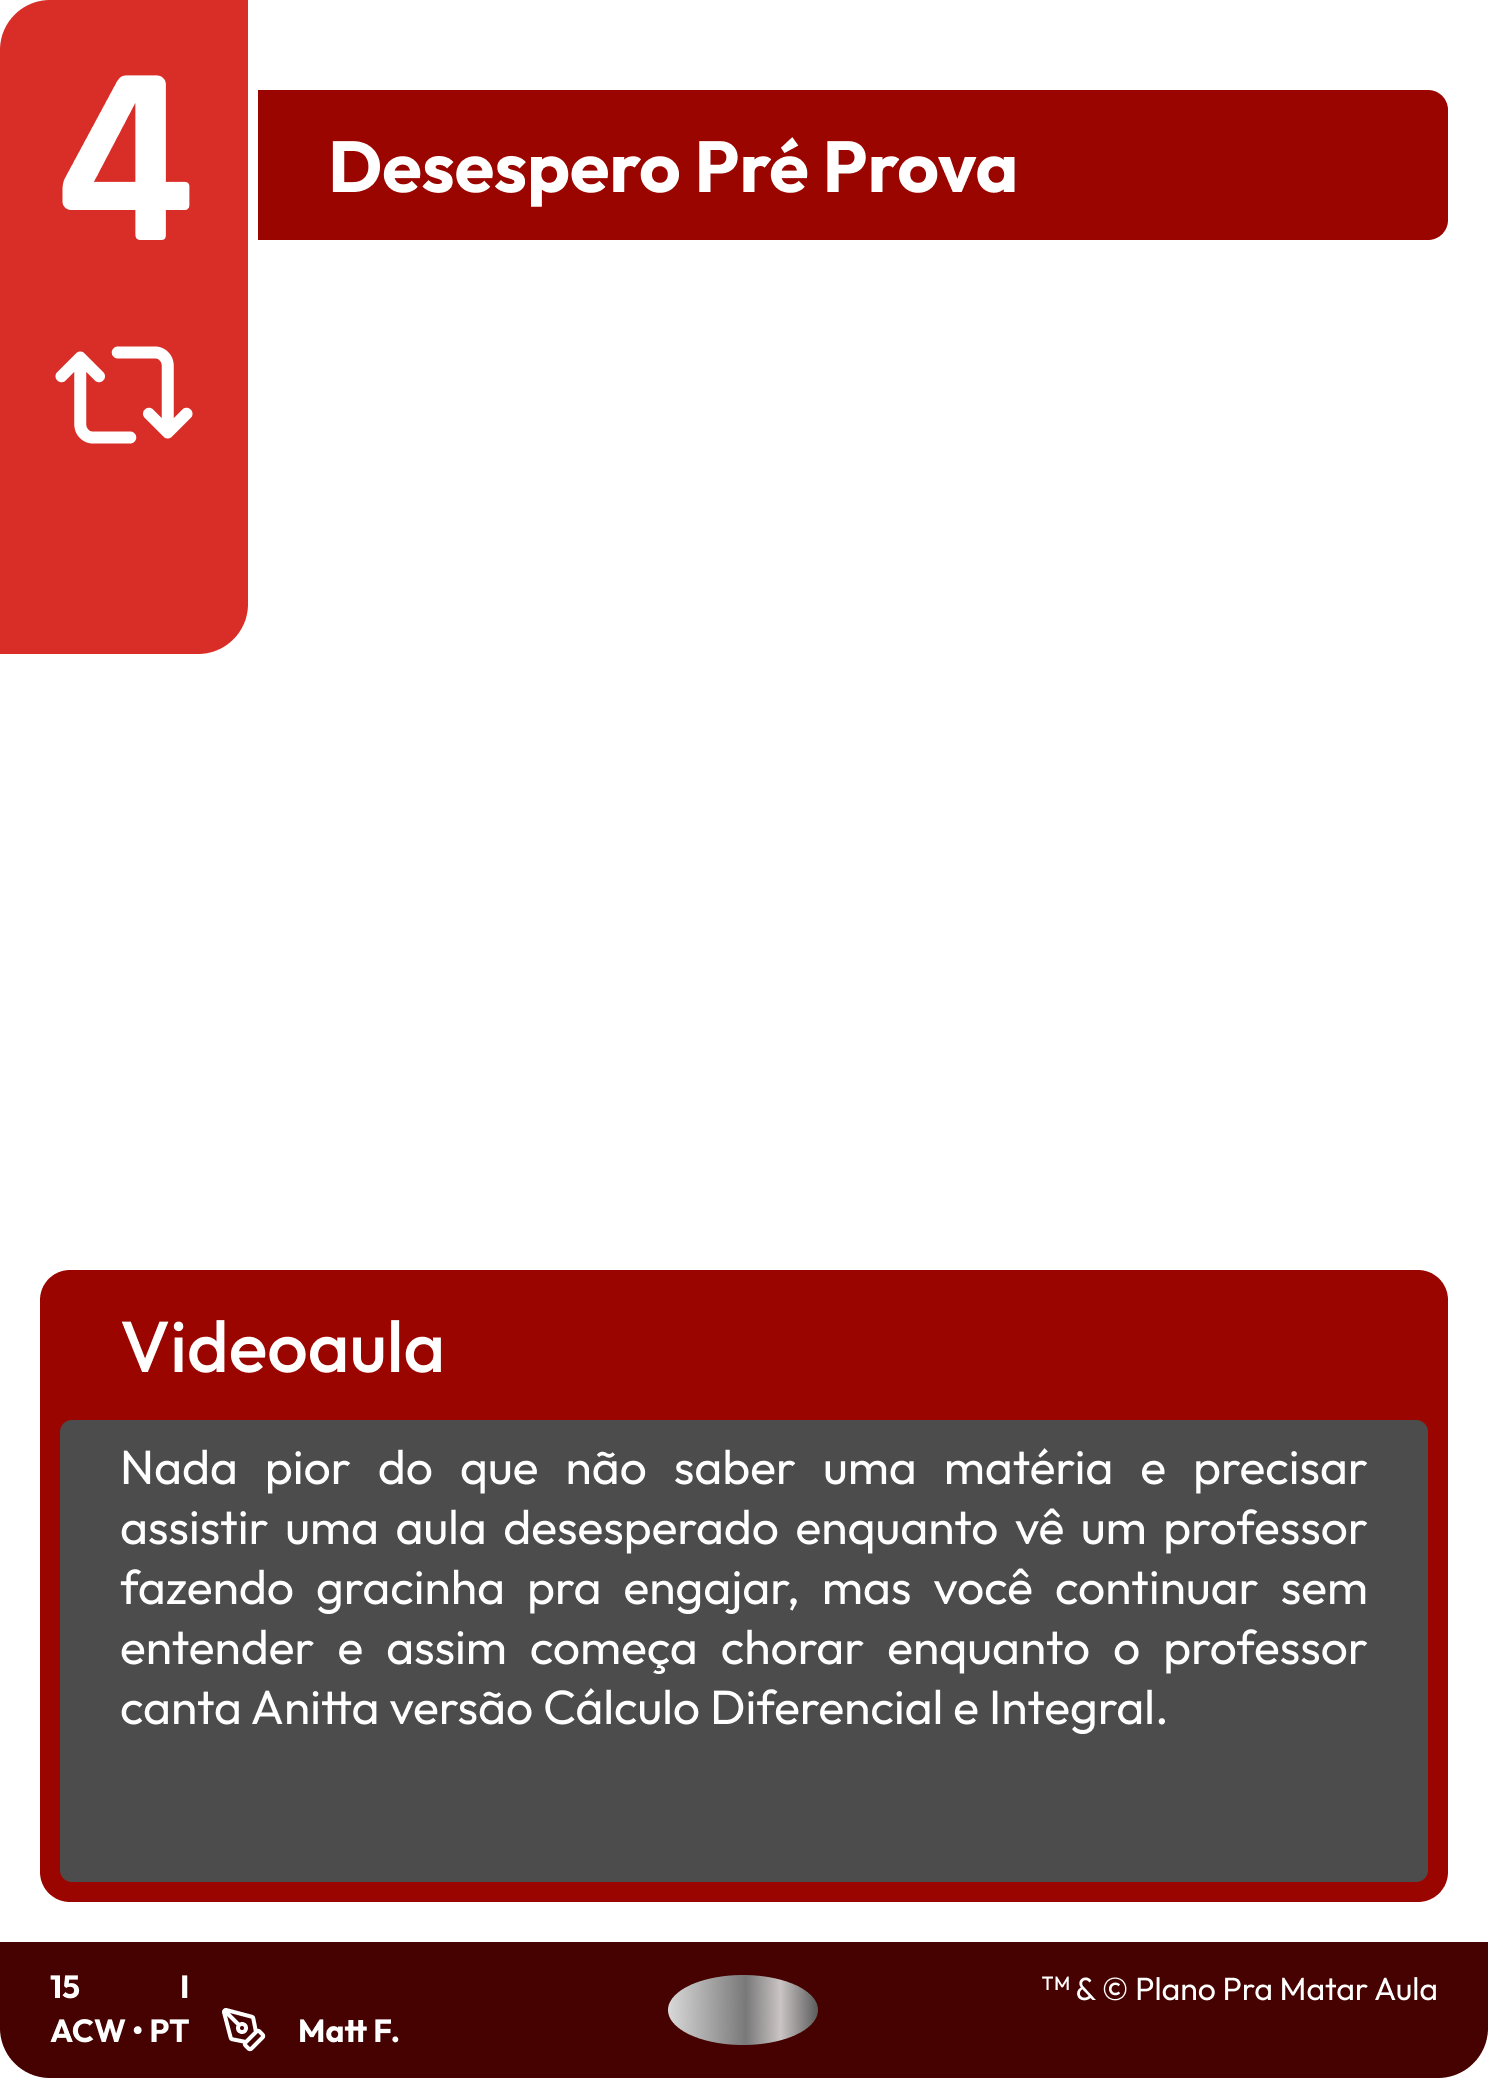 4
Desespero Pré Prova
Videoaula
Nada pior do que não saber uma matéria e precisar
assistir uma aula desesperado enquanto vê um professor
fazendo gracinha pra engajar, mas você continuar sem
entender e assim começa chorar enquanto o professor
canta Anitta versão Cálculo Diferencial e Integral.
15 I
ACW • PT Matt F.
™ & © Plano Pra Matar Aula